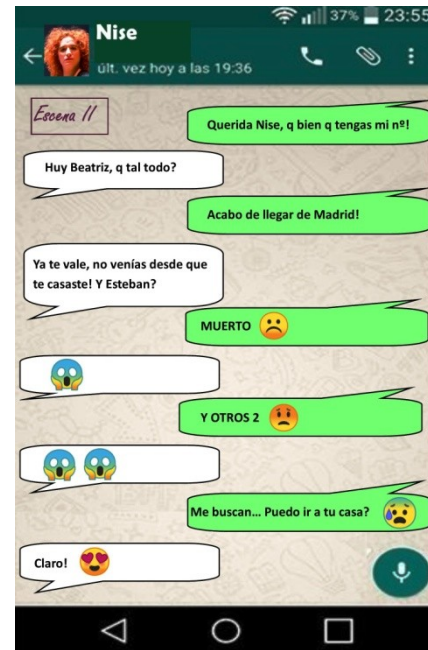 37% 23:55
Nise
últ. vez hoy a las 19:36
Escena II
Querida Nise, q bien q tengas mi nº!
Huy Beatriz, q tal todo?
Acabo de llegar de Madrid!
Ya te vale, no venías desde que
te casaste! Y Esteban?
MUERTO
Y OTROS 2
Me buscan... Puedo ir a tu casa?
Claro!